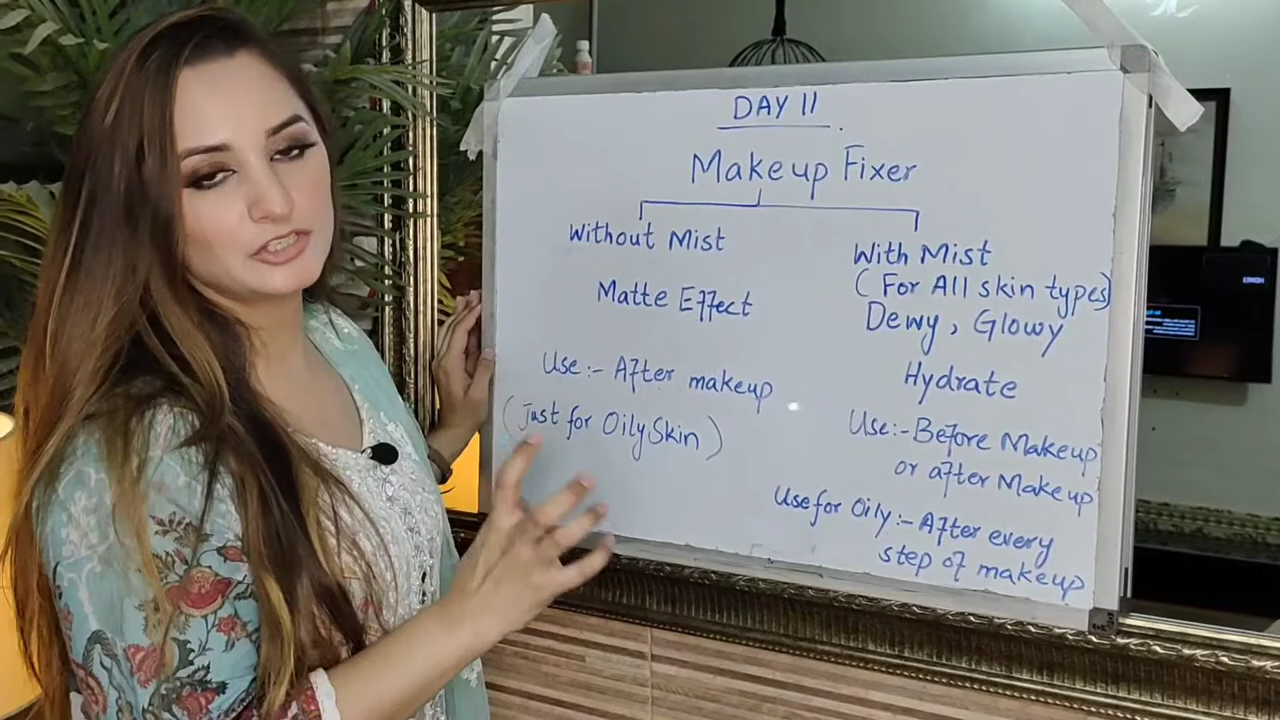 DAY 11
Makeup Fixer
Without Mist
Matte Effect
Use :- After makeup
(Just for Oily Skin)
With Mist
(For All skin types)
Dewy, Glowy
Hydrate
Use :- Before Makeup
or after Makeup
Use for Oily :- After every
step of makeup